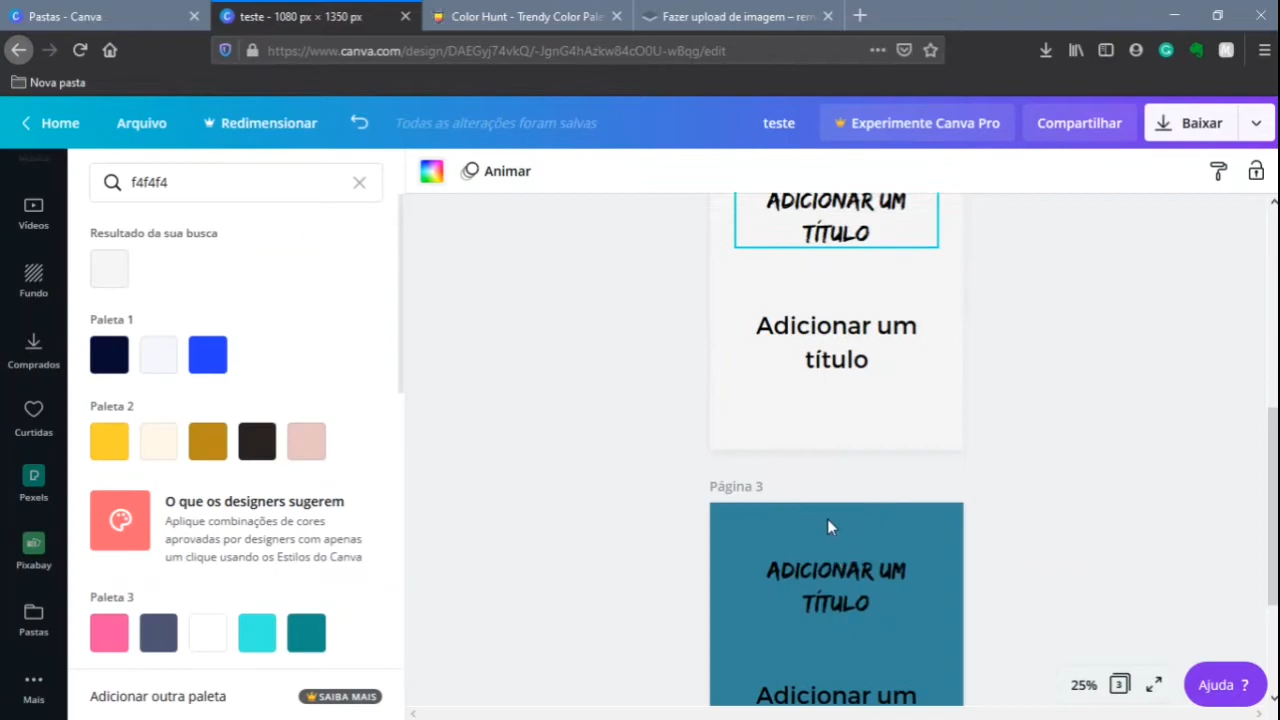 Pastas - Canva
teste - 1080 px × 1350 px
Color Hunt - Trendy Color Pale
Fazer upload de imagem – rem
https://www.canva.com/design/DAEGyj74vkQ/-JgnG4hAzkw84cO0U-wBqg/edit
Nova pasta
Home
Arquivo
Redimensionar
Todas as alterações foram salvas
teste
Experimente Canva Pro
Compartilhar
Baixar
Música
Vídeos
Fundo
Comprados
Curtidas
Pexels
Pixabay
Pastas
Mais
f4f4f4
Resultado da sua busca
Paleta 1
Paleta 2
O que os designers sugerem
Aplique combinações de cores
aprovadas por designers com apenas
um clique usando os Estilos do Canva
Paleta 3
Adicionar outra paleta
SAIBA MAIS
Animar
ADICIONAR UM
TÍTULO
Adicionar um
título
Página 3
ADICIONAR UM
TÍTULO
Adicionar um
25%
3
Ajuda ?